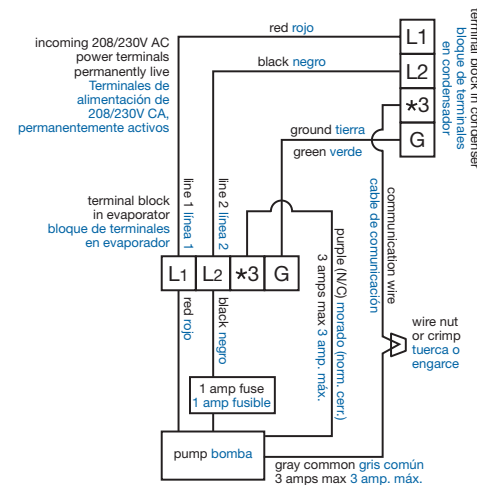 red rojo
incoming 208/230V AC
power terminals
permanently live
Terminales de
alimentación de
208/230V CA,
permanentemente activos
black negro
L1
L2
*3
G
terminal block in condenser
bloque de terminales
en condensador
ground tierra
green verde
terminal block
in evaporator
bloque de terminales
en evaporador
line 1 línea 1
line 2 línea 2
purple (N/C) morado (norm. cerr.)
3 amps max 3 amp. máx.
communication wire
cable de comunicación
L1
L2
*3
G
red rojo
black negro
wire nut
or crimp
tuerca o
engarce
1 amp fuse
1 amp fusible
pump bomba
gray common gris común
3 amps max 3 amp. máx.